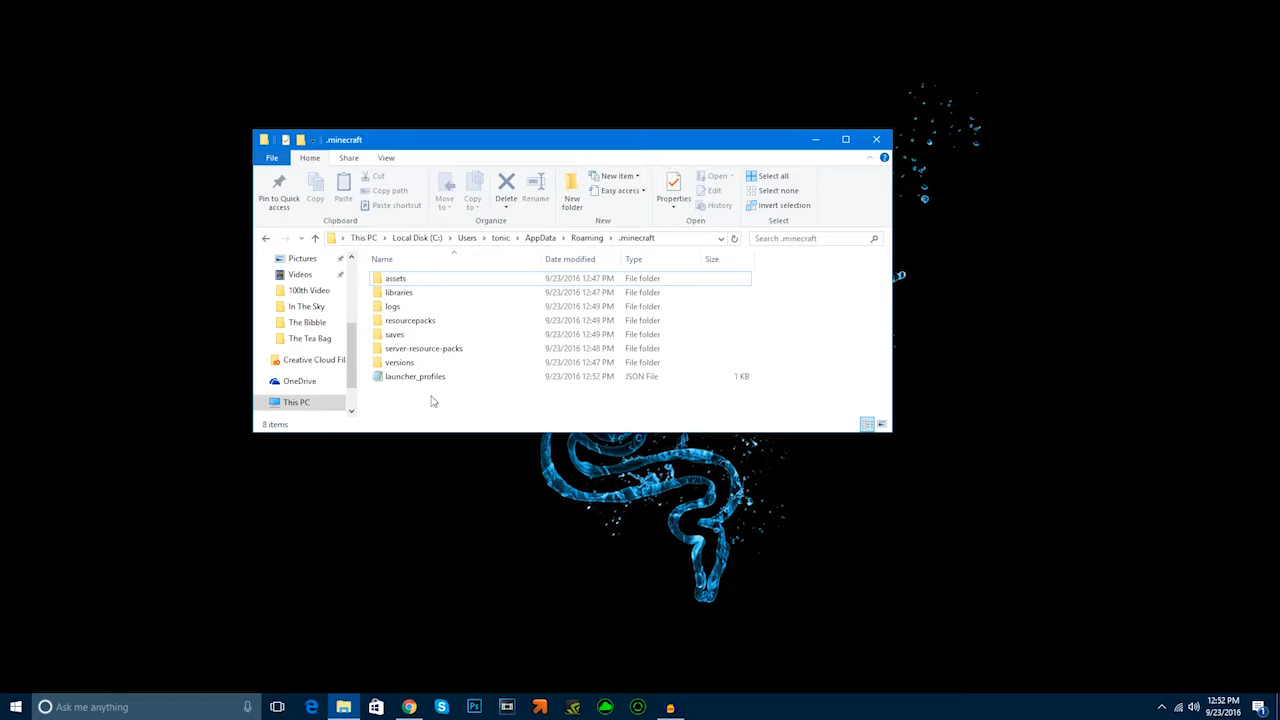 .minecraft
File Home Share View
Pin to Quick access
Copy
Paste
Cut
Copy path
Paste shortcut
Clipboard
Move to
Copy to
Delete
Rename
Organize
New folder
New item
Easy access
New
Properties
Open
Edit
History
Open
Select all
Select none
Invert selection
Select
This PC Local Disk (C:) Users tonic AppData Roaming .minecraft
Search .minecraft
Pictures
Videos
100th Video
In The Sky
The Bible
The Tea Bag
Creative Cloud Fil
OneDrive
This PC
Name Date modified Type Size
assets 9/23/2016 12:47 PM File folder
libraries 9/23/2016 12:47 PM File folder
logs 9/23/2016 12:49 PM File folder
resourcepacks 9/23/2016 12:49 PM File folder
saves 9/23/2016 12:49 PM File folder
server-resource-packs 9/23/2016 12:48 PM File folder
versions 9/23/2016 12:47 PM File folder
launcher_profiles 9/23/2016 12:52 PM JSON File 1 KB
8 items
Ask me anything
Ps
12:52 PM
9/23/2016
1